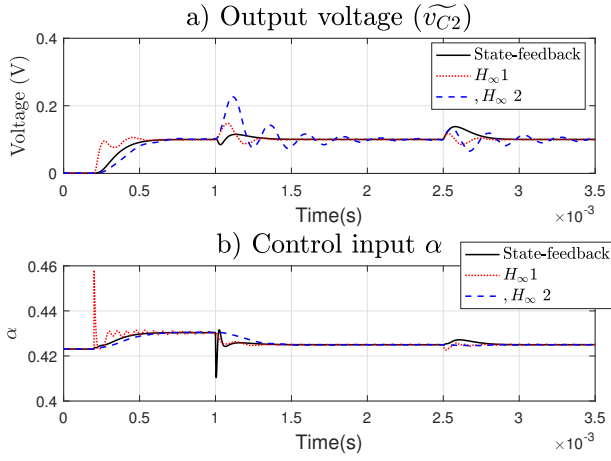 a) Output voltage (ṽC2)
0.4
0.2
0
Voltage (V)
State-feedback
H∞1
, H∞ 2
0 0.5 1 1.5 2 2.5 3 3.5
Time(s)
×10⁻³
b) Control input α
0.46
0.44
0.42
0.4
α
State-feedback
H∞1
, H∞ 2
0 0.5 1 1.5 2 2.5 3 3.5
Time(s)
×10⁻³